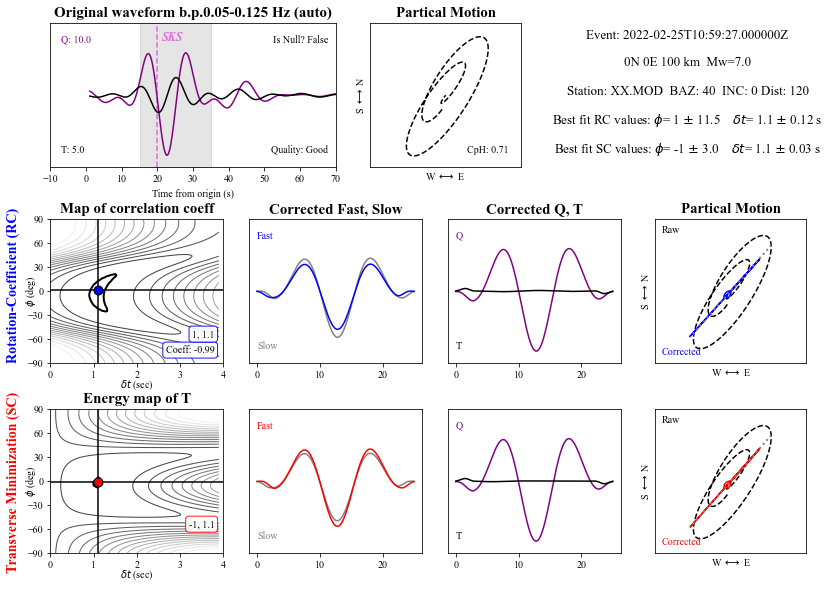 Original waveform b.p.0.05-0.125 Hz (auto)
Q: 10.0
SKS
Is Null? False
T: 5.0
Quality: Good
−10 0 10 20 30 40 50 60 70
Time from origin (s)
Partical Motion
S ⟷ N
CpH: 0.71
W ⟷ E
Event: 2022-02-25T10:59:27.000000Z
0N 0E 100 km Mw=7.0
Station: XX.MOD BAZ: 40 INC: 0 Dist: 120
Best fit RC values: ϕ= 1 ± 11.5 δt= 1.1 ± 0.12 s
Best fit SC values: ϕ= -1 ± 3.0 δt= 1.1 ± 0.03 s
Rotation-Coefficient (RC)
Map of correlation coeff
90
60
30
0
−30
−60
−90
ϕ (deg)
1, 1.1
Coeff: -0.99
0 1 2 3 4
δt (sec)
Corrected Fast, Slow
Fast
Slow
0 10 20
Corrected Q, T
Q
T
0 10 20
Partical Motion
Raw
S ⟷ N
Corrected
W ⟷ E
Transverse Minimization (SC)
Energy map of T
90
60
30
0
−30
−60
−90
ϕ (deg)
-1, 1.1
0 1 2 3 4
δt (sec)
Fast
Slow
0 10 20
Q
T
0 10 20
Raw
S ⟷ N
Corrected
W ⟷ E